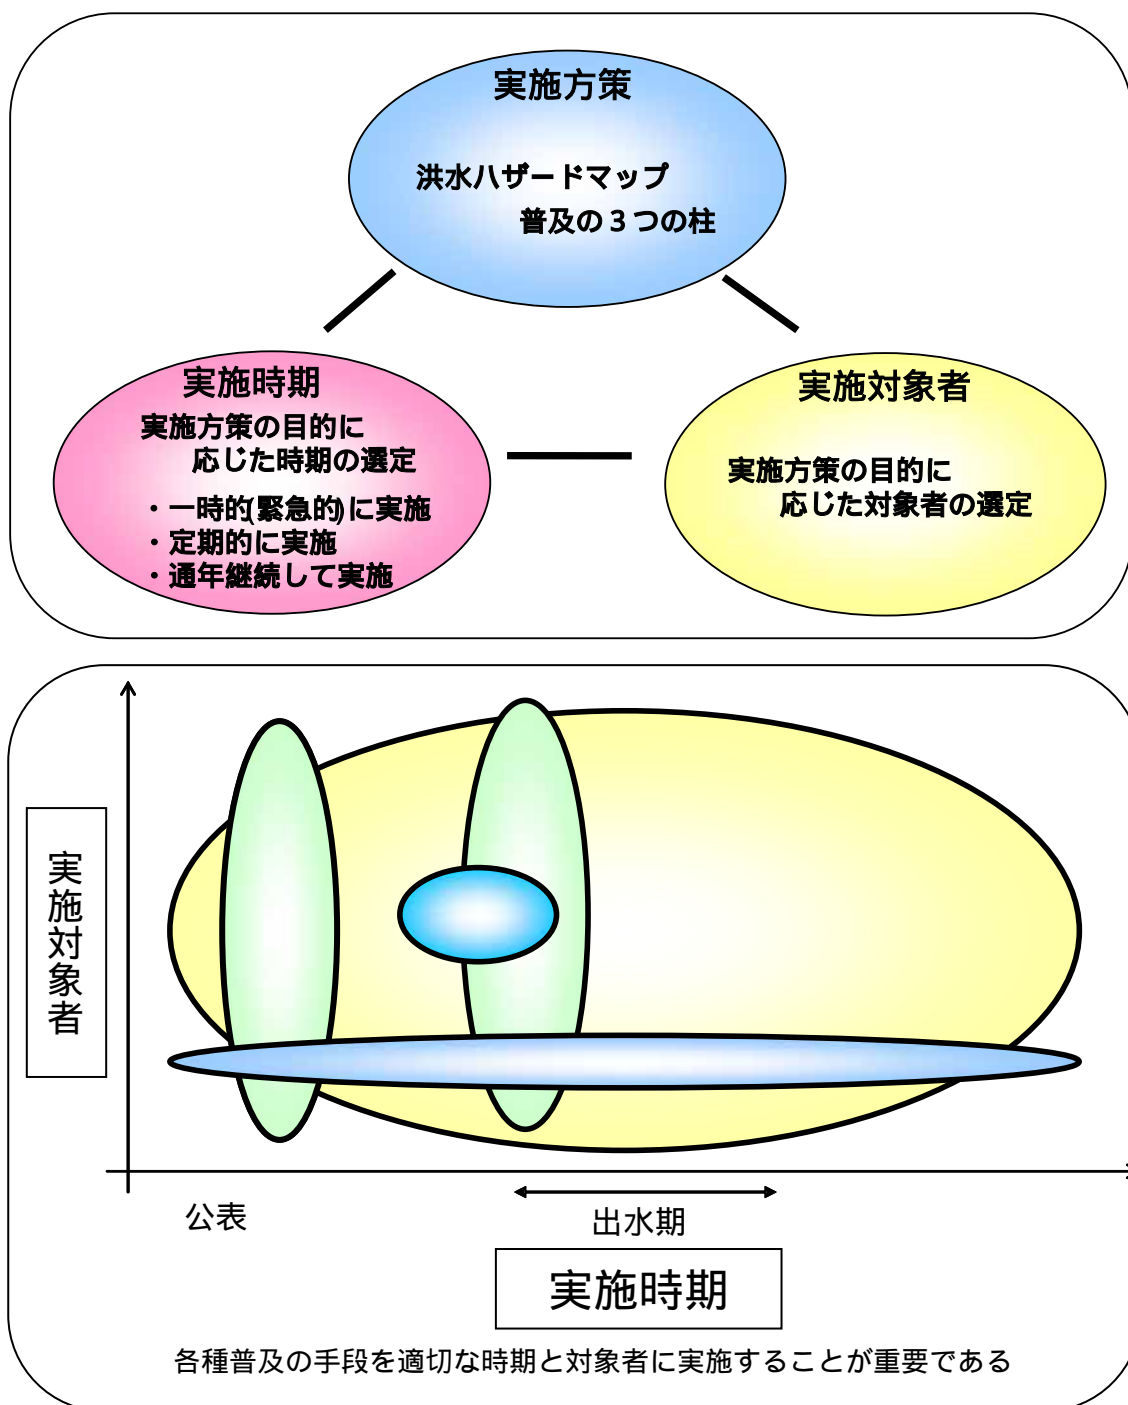 実施方策
洪水ハザードマップ
普及の３つの柱
実施時期
実施方策の目的に
応じた時期の選定
・一時的(緊急的)に実施
・定期的に実施
・通年継続して実施
実施対象者
実施方策の目的に
応じた対象者の選定
実施対象者
公表
出水期
実施時期
各種普及の手段を適切な時期と対象者に実施することが重要である